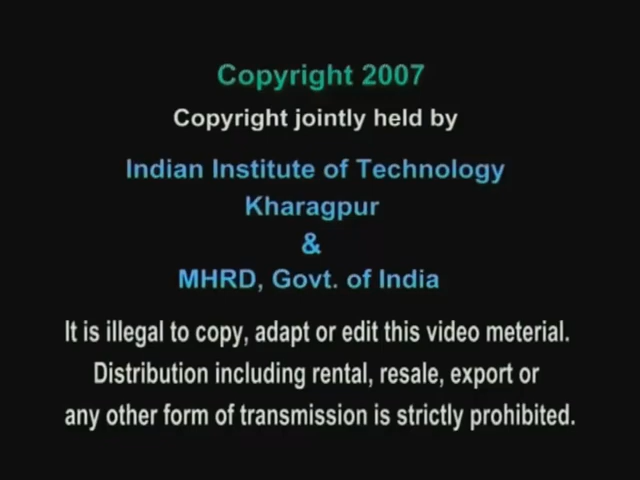 Copyright 2007
Copyright jointly held by
Indian Institute of Technology
Kharagpur
&
MHRD, Govt. of India
It is illegal to copy, adapt or edit this video meterial.
Distribution including rental, resale, export or
any other form of transmission is strictly prohibited.